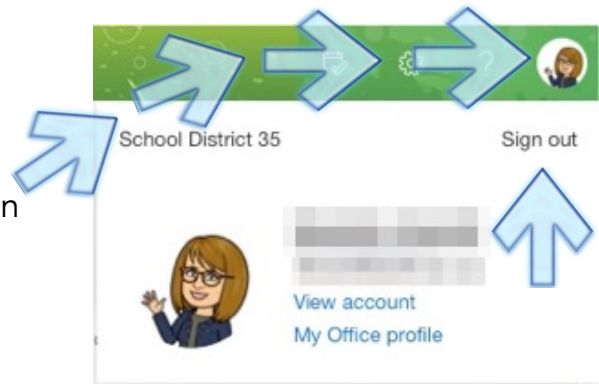 ?
School District 35
Sign out
n
View account
My Office profile